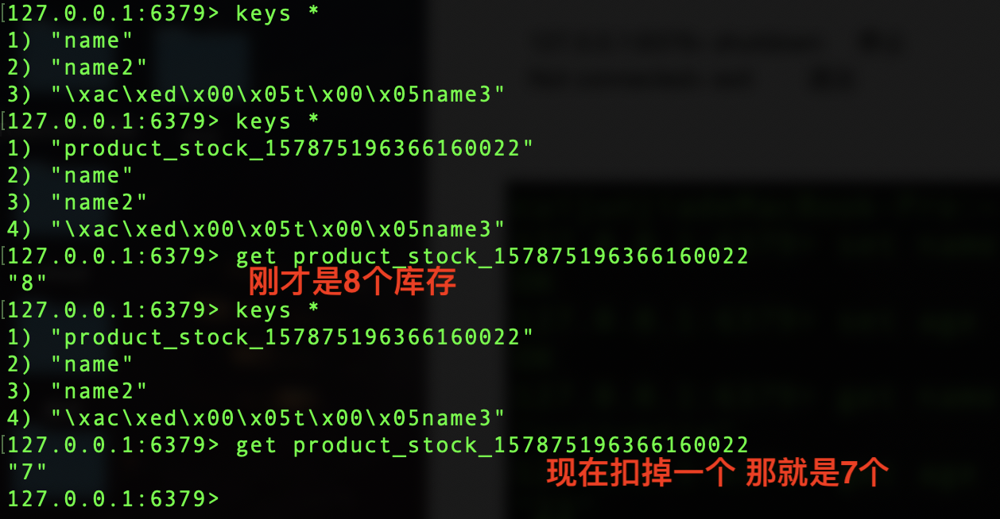 127.0.0.1:6379> keys *
1) "name"
2) "name2"
3) "\xac\xed\x00\x05t\x00\x05name3"
127.0.0.1:6379> keys *
1) "product_stock_157875196366160022"
2) "name"
3) "name2"
4) "\xac\xed\x00\x05t\x00\x05name3"
127.0.0.1:6379> get product_stock_157875196366160022
"8"
刚才是8个库存
127.0.0.1:6379> keys *
1) "product_stock_157875196366160022"
2) "name"
3) "name2"
4) "\xac\xed\x00\x05t\x00\x05name3"
127.0.0.1:6379> get product_stock_157875196366160022
"7"
现在扣掉一个 那就是7个
127.0.0.1:6379>